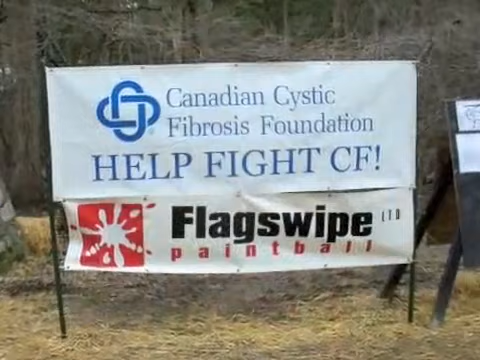 Canadian Cystic
Fibrosis Foundation
HELP FIGHT CF!
Flagswipe LTD
paintball